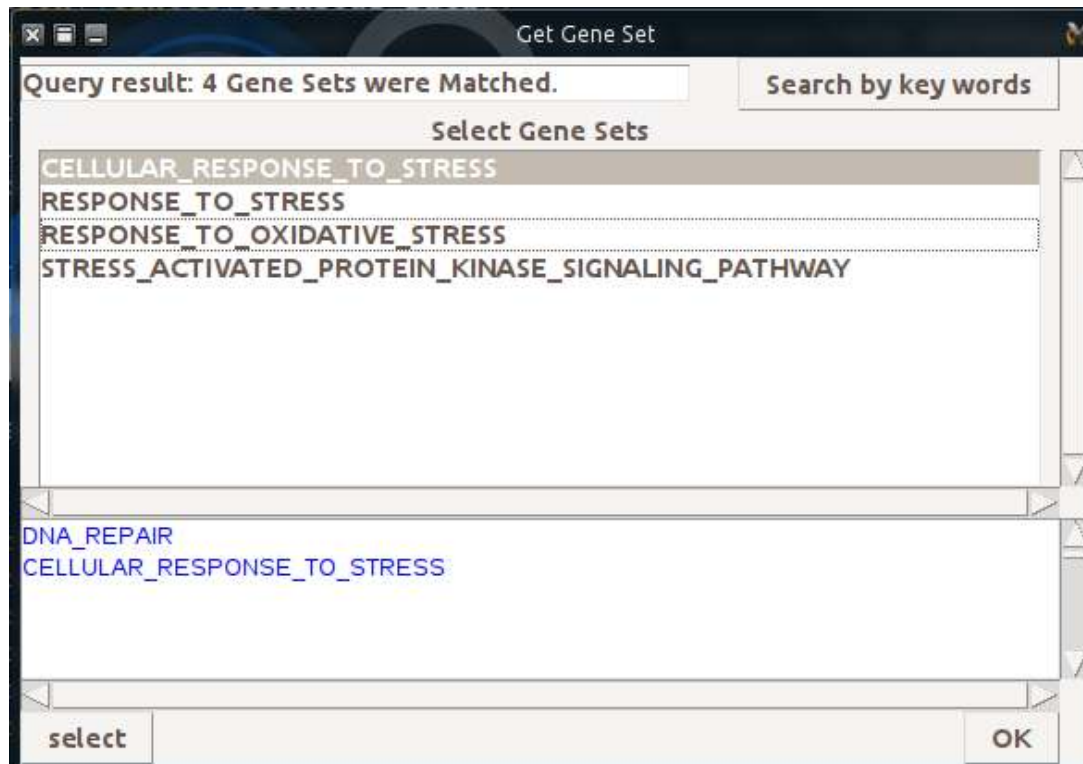 Get Gene Set
Query result: 4 Gene Sets were Matched.
Search by key words
Select Gene Sets
CELLULAR_RESPONSE_TO_STRESS
RESPONSE_TO_STRESS
RESPONSE_TO_OXIDATIVE_STRESS
STRESS_ACTIVATED_PROTEIN_KINASE_SIGNALING_PATHWAY
DNA_REPAIR
CELLULAR_RESPONSE_TO_STRESS
select
OK